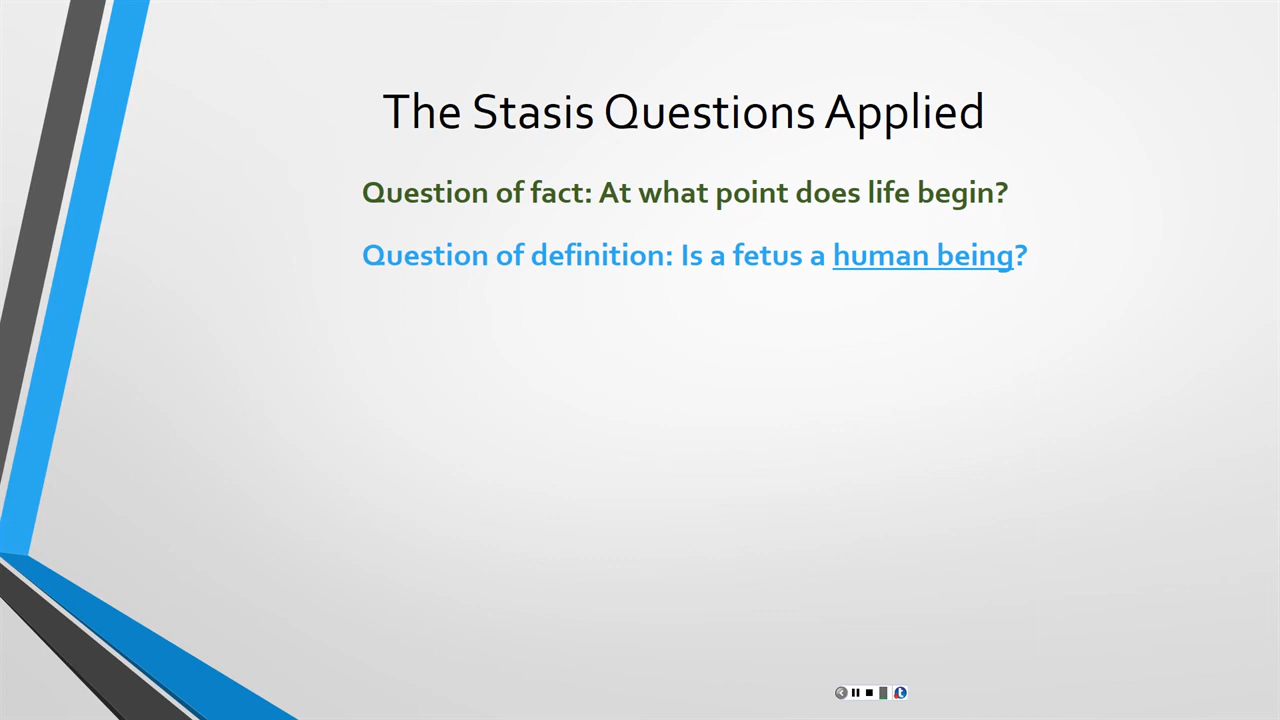 The Stasis Questions Applied
Question of fact: At what point does life begin?
Question of definition: Is a fetus a human being?